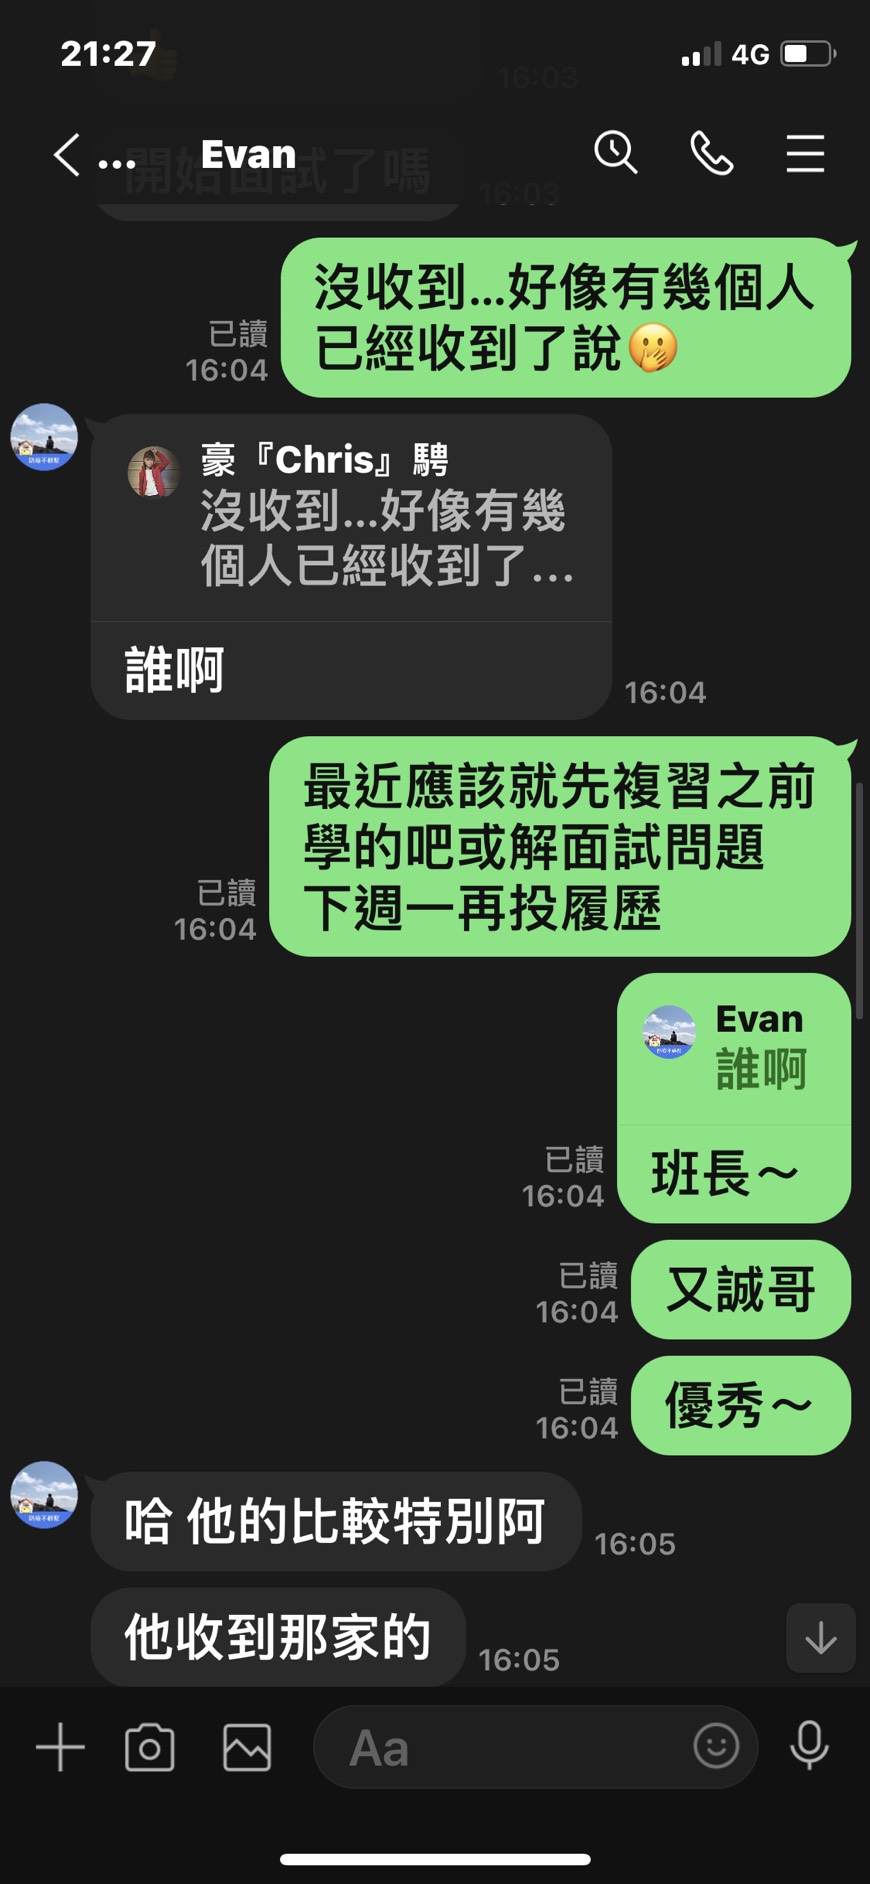 21:27
4G
16:03
... Evan
開始面試了嗎
16:03
沒收到...好像有幾個人
已經收到了說
已讀
16:04
豪『Chris』騁
沒收到...好像有幾
個人已經收到了...
誰啊
16:04
最近應該就先複習之前
學的吧或解面試問題
下週一再投履歷
已讀
16:04
Evan
誰啊
班長～
已讀
16:04
又誠哥
已讀
16:04
優秀～
已讀
16:04
哈 他的比較特別阿
16:05
他收到那家的
16:05
Aa